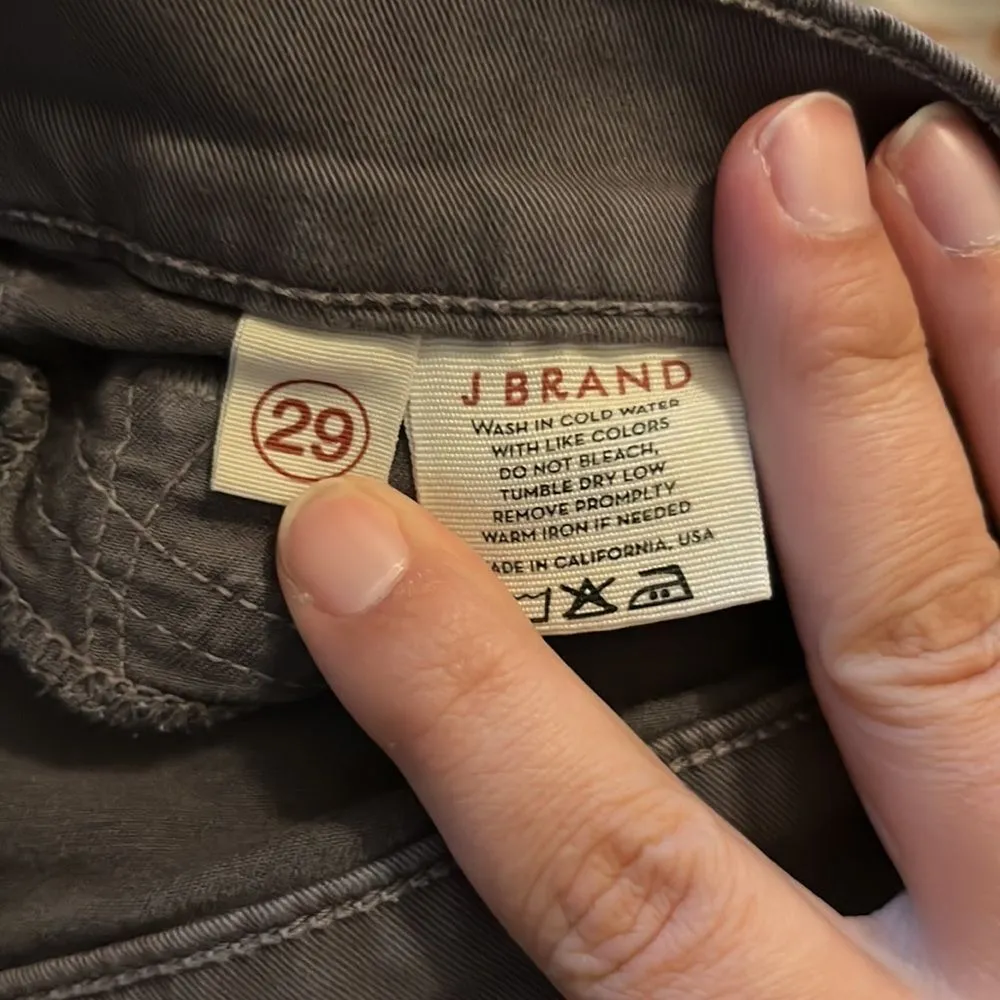 29
J BRAND
WASH IN COLD WATER
WITH LIKE COLORS
DO NOT BLEACH,
TUMBLE DRY LOW
REMOVE PROMPLTY
WARM IRON IF NEEDED
ADE IN CALIFORNIA, USA